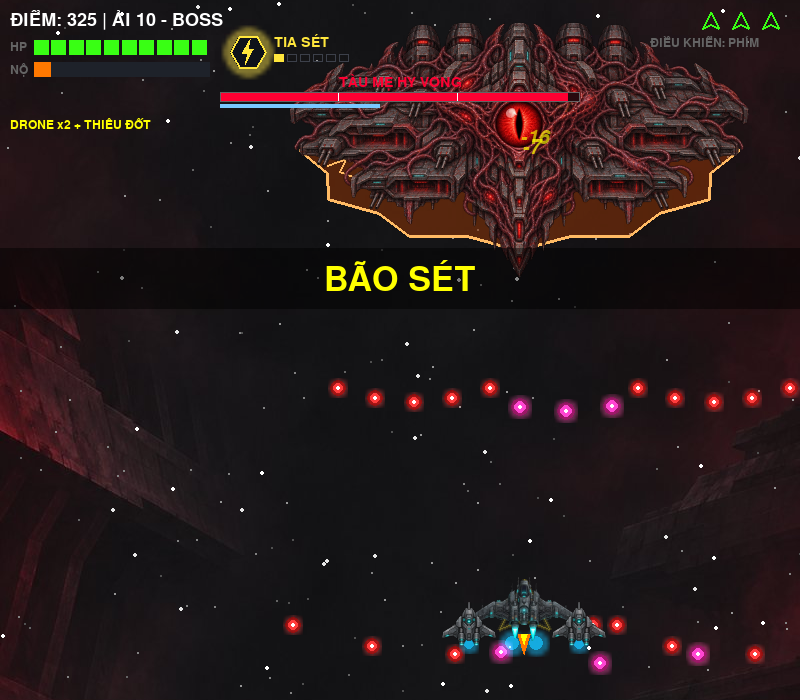 ĐIỂM: 325 | ẢI 10 - BOSS
HP
NỘ
TIA SÉT
ĐIỀU KHIỂN: PHÍM
TÀU MẸ HY VỌNG
-16
-7
DRONE x2 + THIÊU ĐỐT
BÃO SÉT